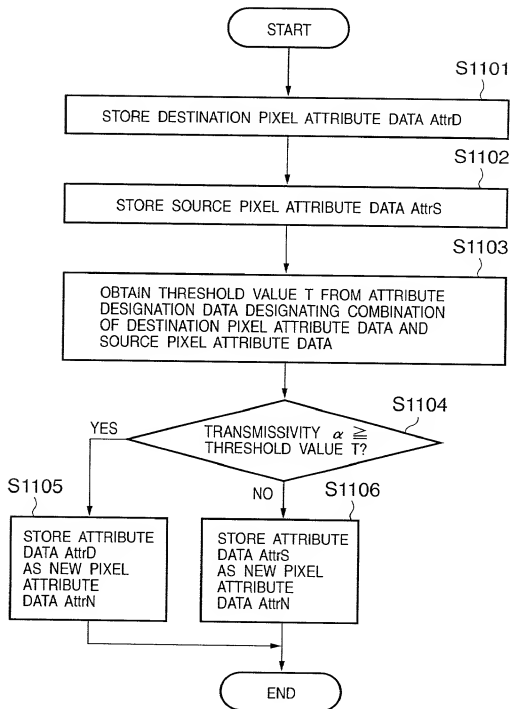 START
S1101
STORE DESTINATION PIXEL ATTRIBUTE DATA AttrD
S1102
STORE SOURCE PIXEL ATTRIBUTE DATA AttrS
S1103
OBTAIN THRESHOLD VALUE T FROM ATTRIBUTE
DESIGNATION DATA DESIGNATING COMBINATION
OF DESTINATION PIXEL ATTRIBUTE DATA AND
SOURCE PIXEL ATTRIBUTE DATA
S1104
TRANSMISSIVITY α ≧
THRESHOLD VALUE T?
YES
NO
S1105
STORE ATTRIBUTE
DATA AttrD
AS NEW PIXEL
ATTRIBUTE
DATA AttrN
S1106
STORE ATTRIBUTE
DATA AttrS
AS NEW PIXEL
ATTRIBUTE
DATA AttrN
END